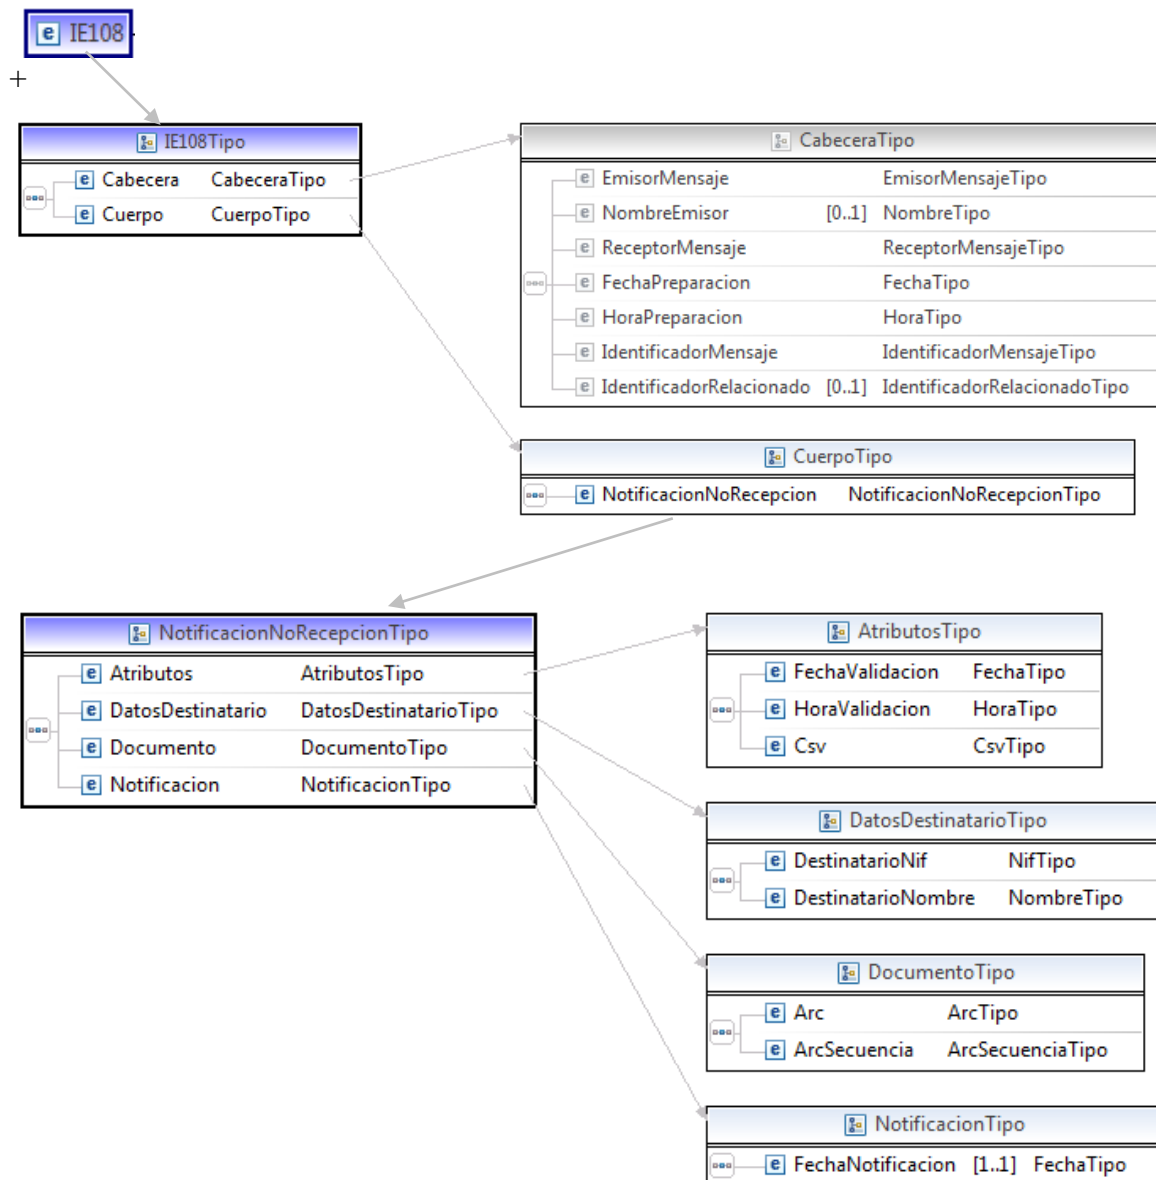 e IE108
IE108Tipo
e Cabecera CabeceraTipo
e Cuerpo CuerpoTipo
CabeceraTipo
e EmisorMensaje EmisorMensajeTipo
e NombreEmisor [0..1] NombreTipo
e ReceptorMensaje ReceptorMensajeTipo
e FechaPreparacion FechaTipo
e HoraPreparacion HoraTipo
e IdentificadorMensaje IdentificadorMensajeTipo
e IdentificadorRelacionado [0..1] IdentificadorRelacionadoTipo
CuerpoTipo
e NotificacionNoRecepcion NotificacionNoRecepcionTipo
NotificacionNoRecepcionTipo
e Atributos AtributosTipo
e DatosDestinatario DatosDestinatarioTipo
e Documento DocumentoTipo
e Notificacion NotificacionTipo
AtributosTipo
e FechaValidacion FechaTipo
e HoraValidacion HoraTipo
e Csv CsvTipo
DatosDestinatarioTipo
e DestinatarioNif NifTipo
e DestinatarioNombre NombreTipo
DocumentoTipo
e Arc ArcTipo
e ArcSecuencia ArcSecuenciaTipo
NotificacionTipo
e FechaNotificacion [1..1] FechaTipo